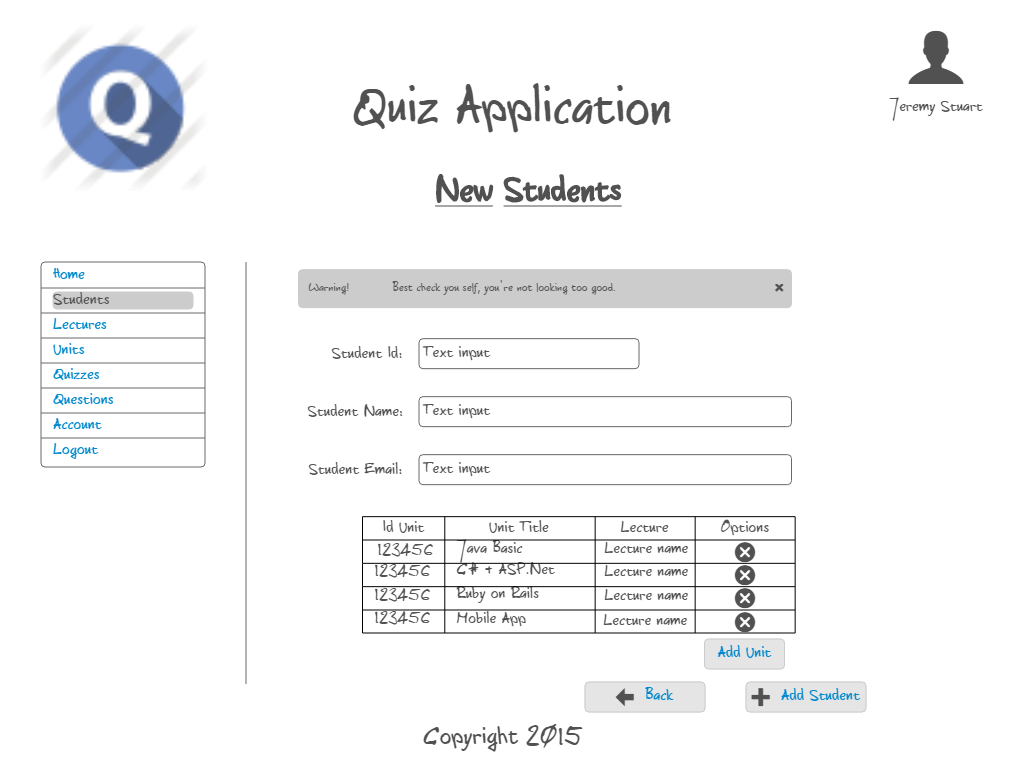 Q
Quiz Application
Jeremy Stuart
New Students
Home
Students
Lectures
Units
Quizzes
Questions
Account
Logout
Warning! Best check you self, you're not looking too good.
Student Id: Text input
Student Name: Text input
Student Email: Text input
Id Unit Unit Title Lecture Options
123456 Java Basic Lecture name
123456 C# + ASP.Net Lecture name
123456 Ruby on Rails Lecture name
123456 Mobile App Lecture name
Add Unit
Back Add Student
Copyright 2015